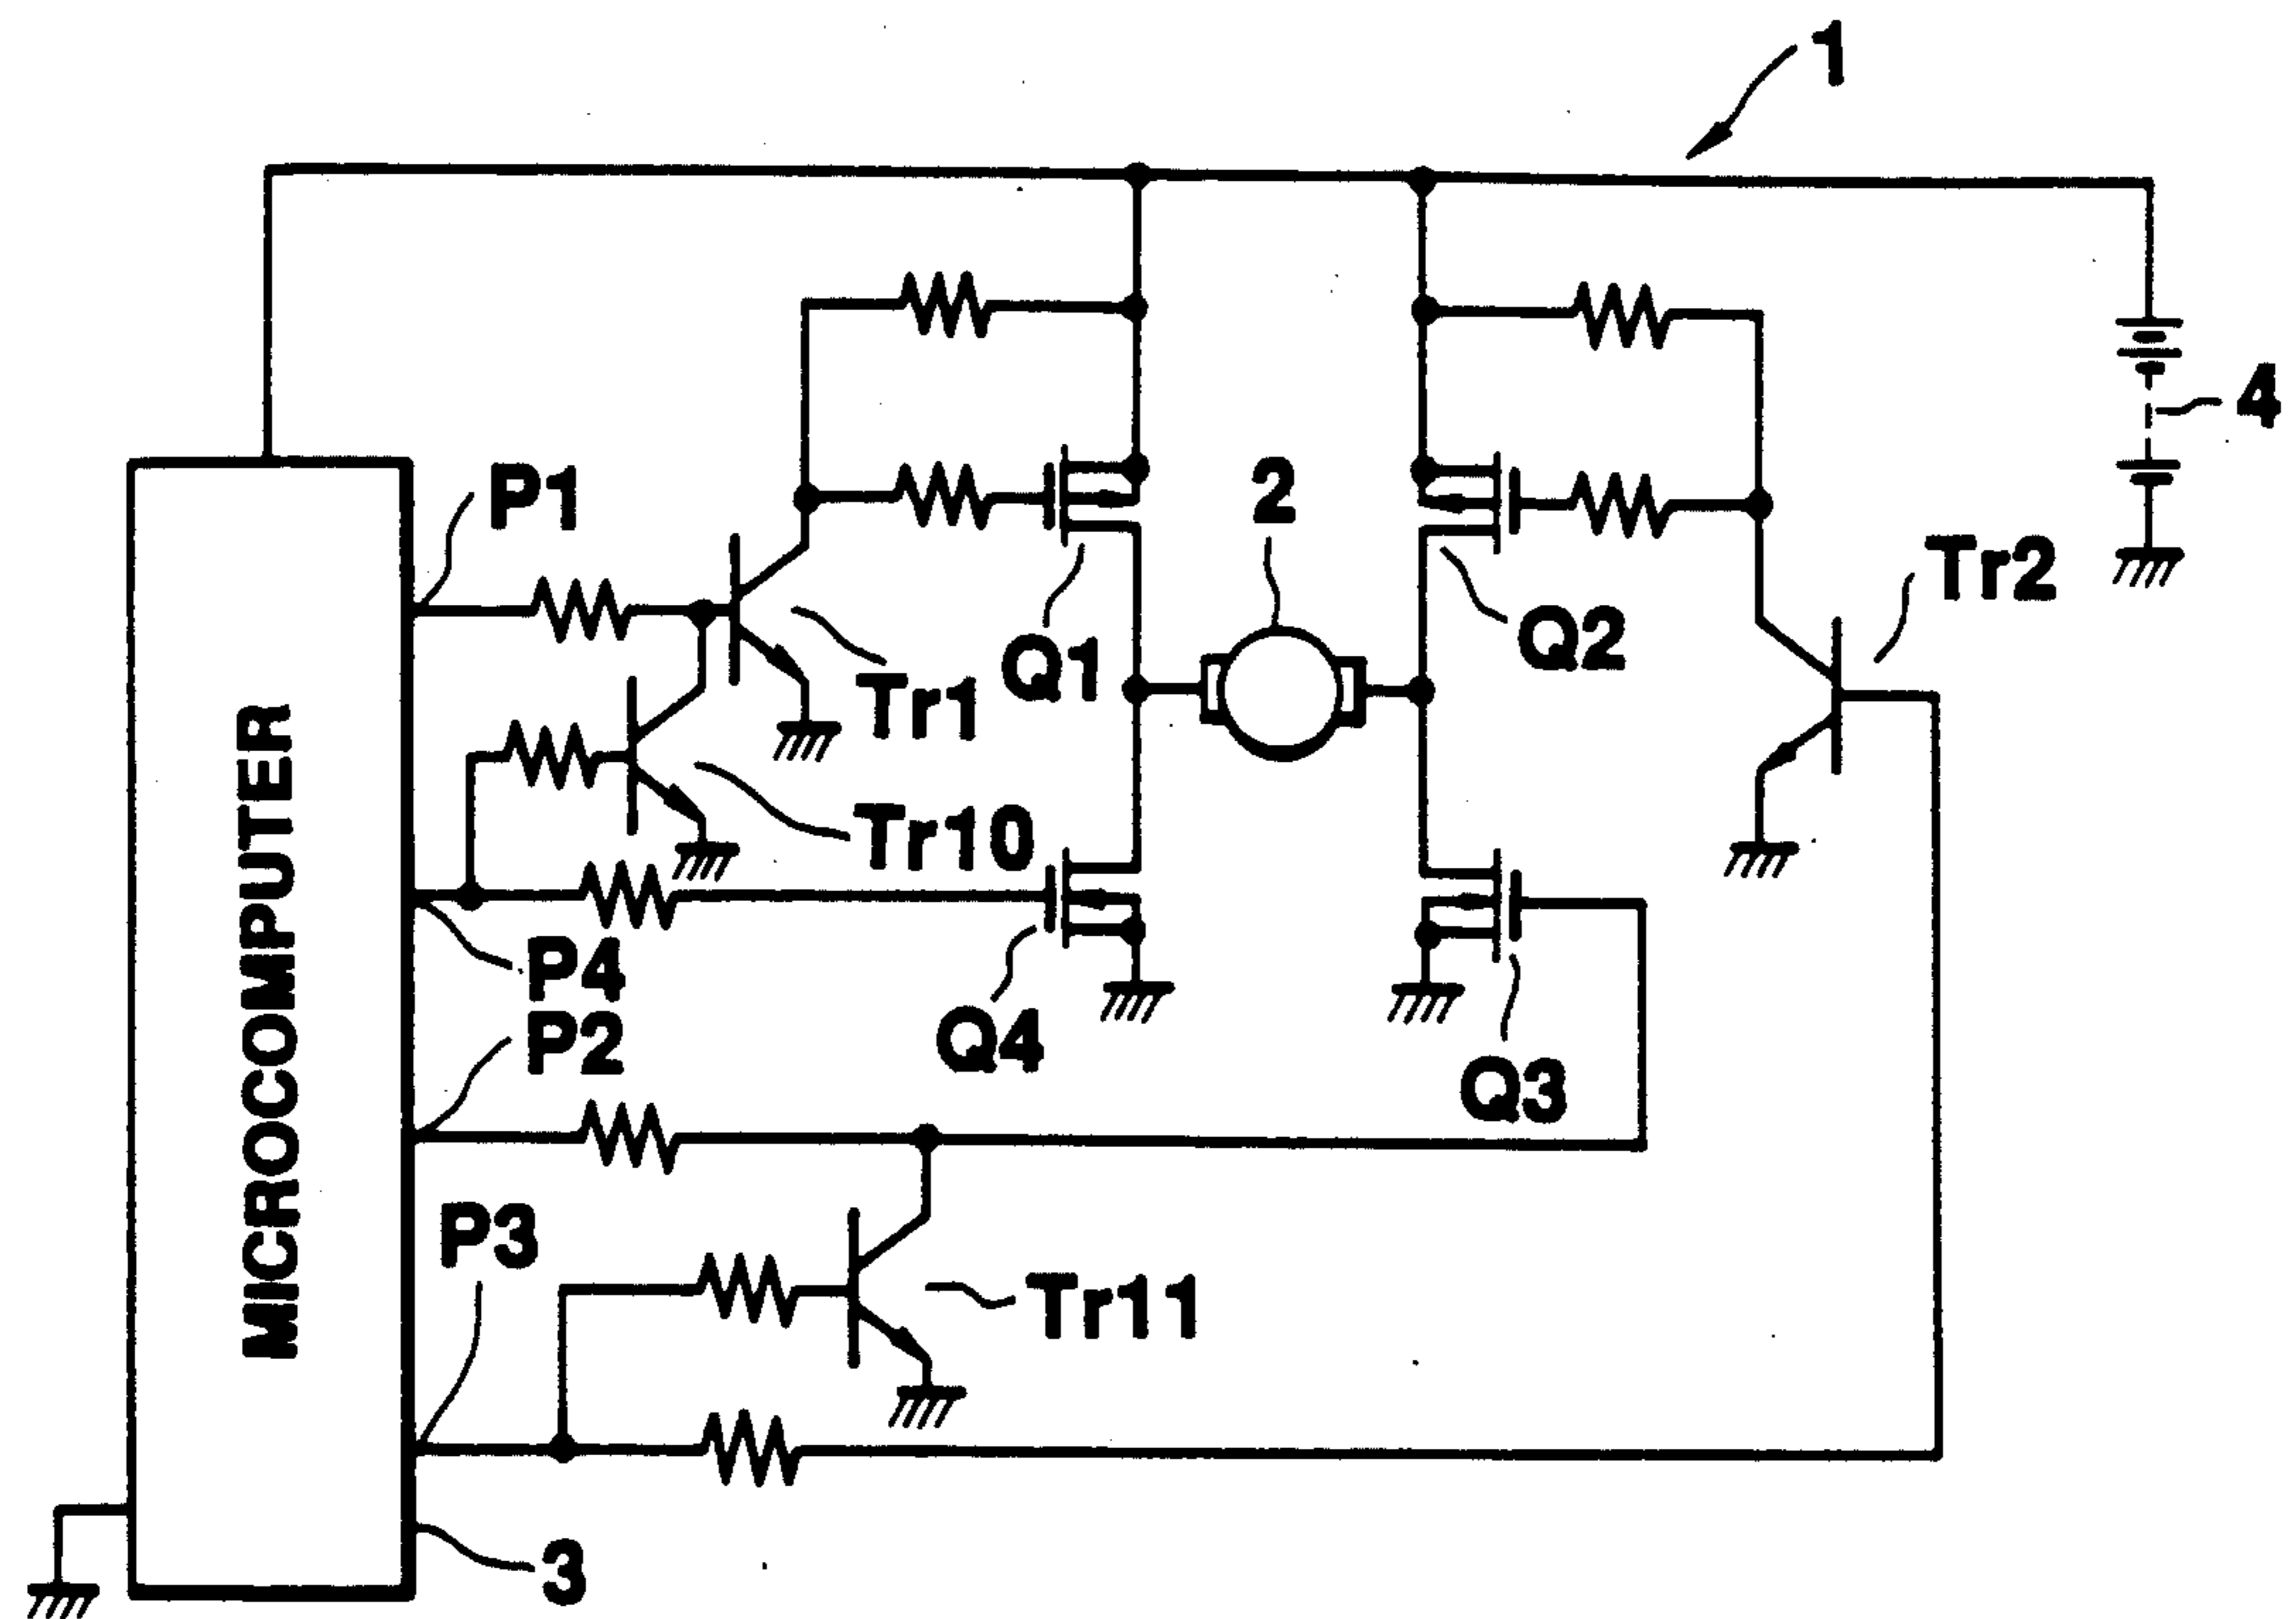 1
4
P1
2
Tr2
Q1
Q2
Tr1
Tr10
MICROCOMPUTER
P4
P2
Q4
Q3
P3
Tr11
3